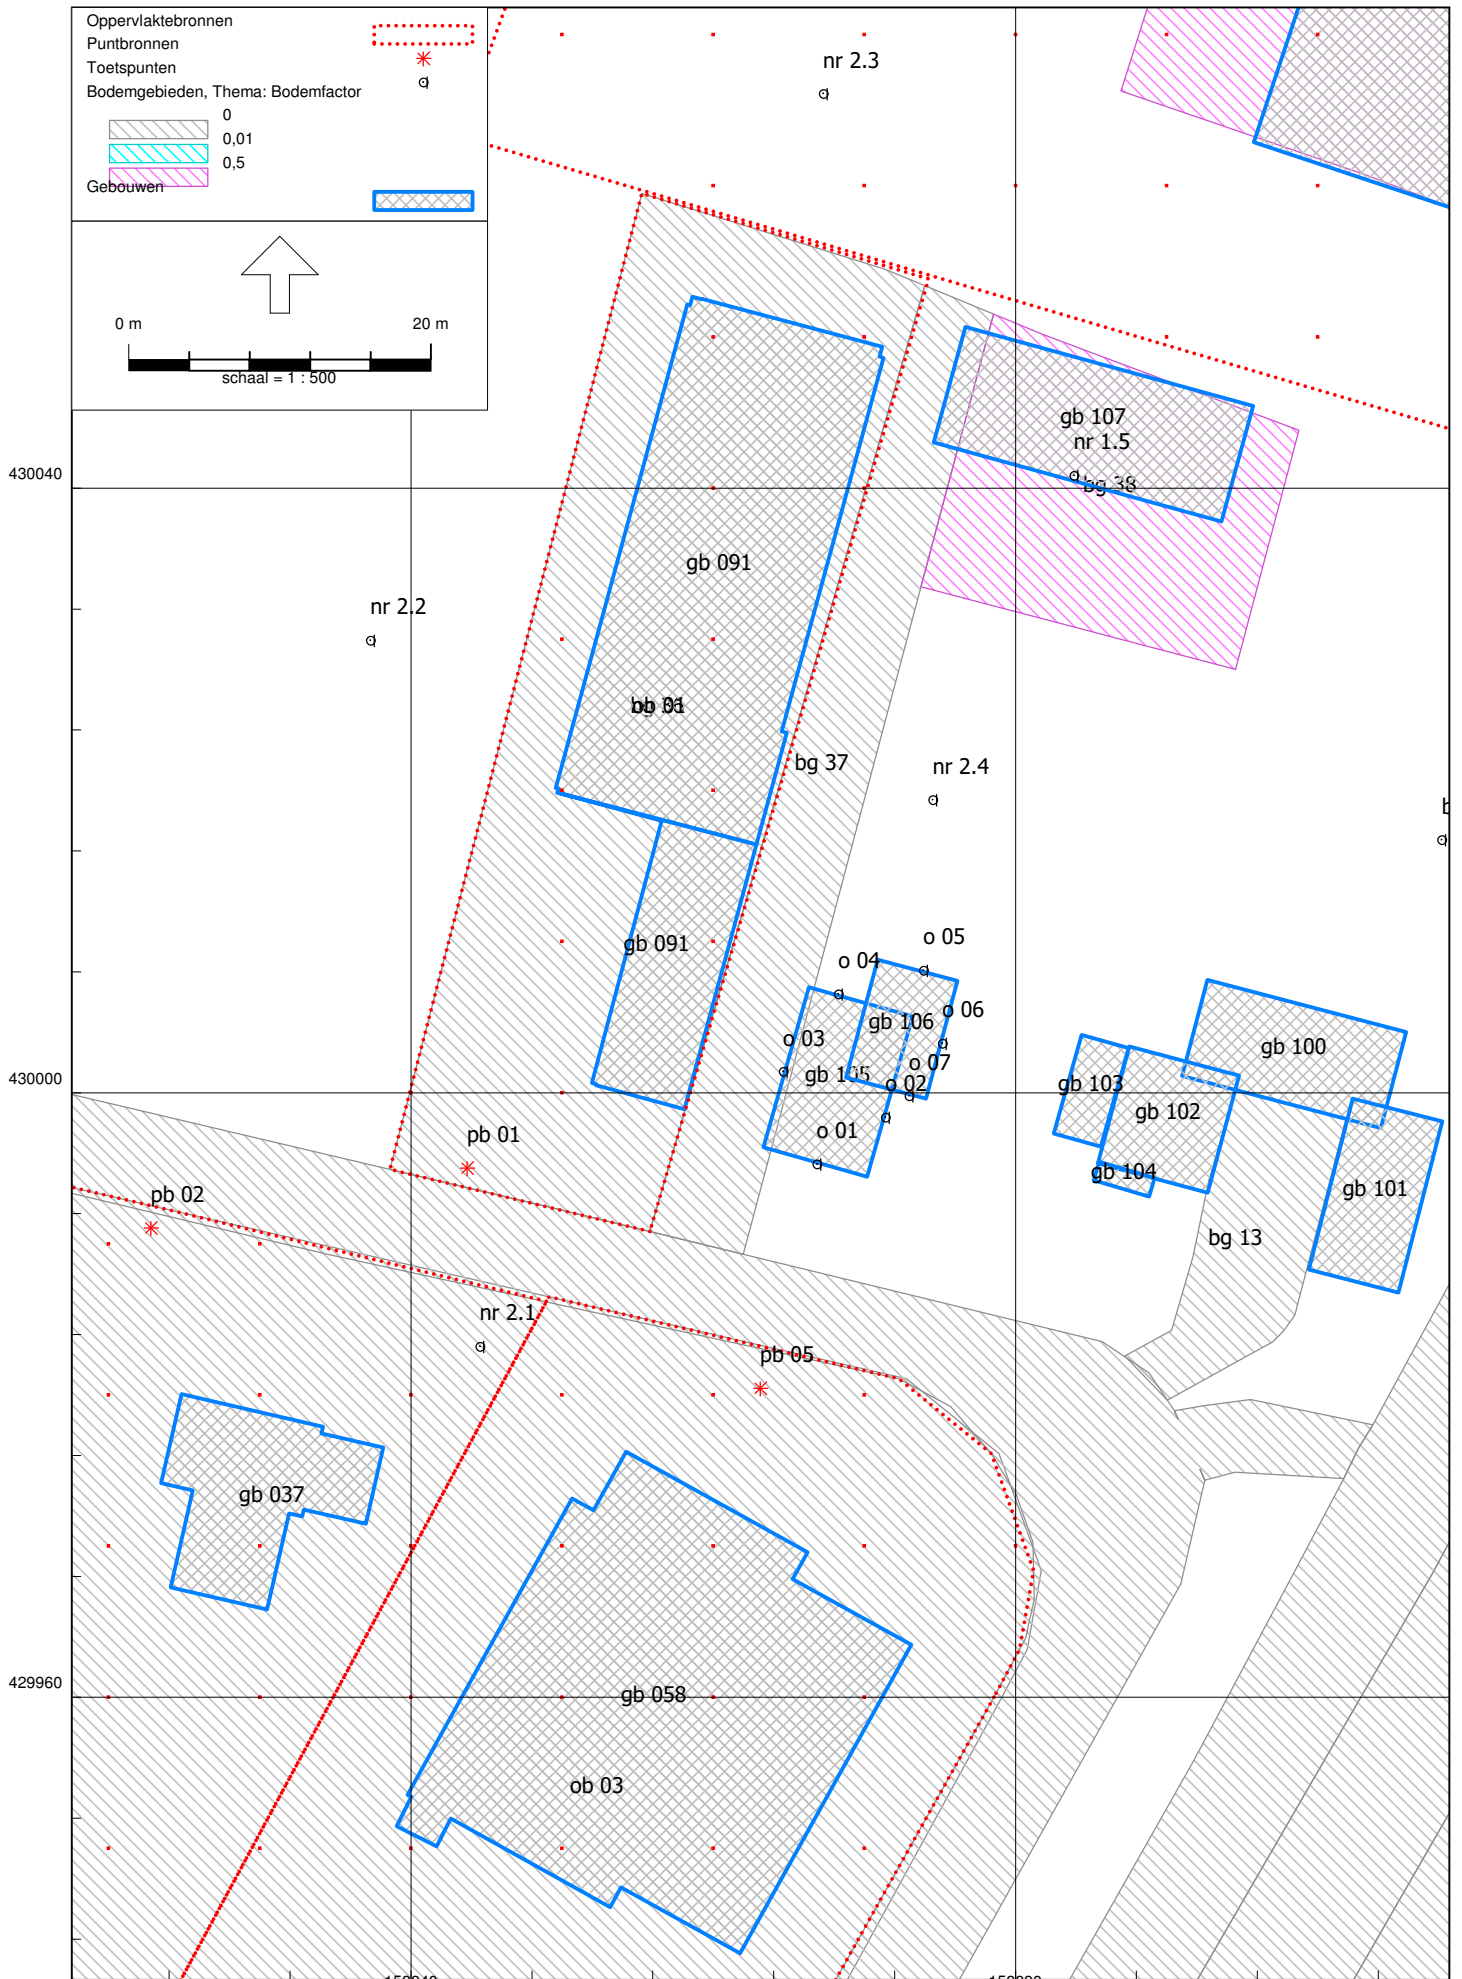 Oppervlaktebronnen
Puntbronnen
Toetspunten
Bodemgebieden, Thema: Bodemfactor
0
0,01
0,5
Gebouwen
0 m 20 m
schaal = 1 : 500
nr 2.3
gb 107
nr 1.5
bg 38
430040
gb 091
nr 2.2
bg 37
nr 2.4
o 05
gb 091
o 04
o 06
gb 106
o 03
o 07
gb 105
o 02
gb 100
gb 103
430000
gb 102
o 01
pb 01
gb 104
gb 101
pb 02
bg 13
nr 2.1
pb 05
gb 037
429960
gb 058
ob 03